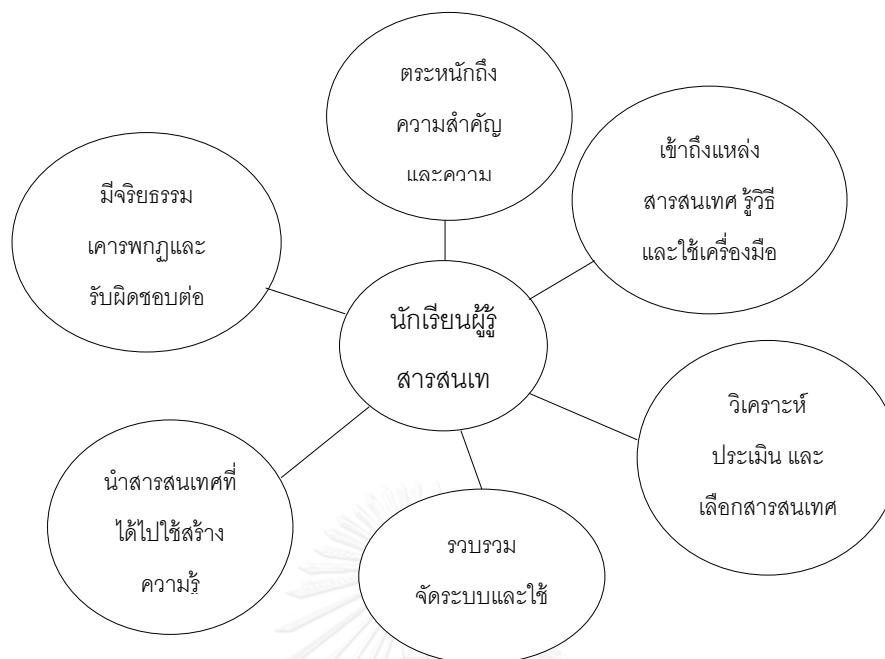 ตระหนักถึง
ความสำคัญ
และความ
เข้าถึงแหล่ง
สารสนเทศ รู้วิธี
และใช้เครื่องมือ
มีจริยธรรม
เคารพกฎและ
รับผิดชอบต่อ
นักเรียนผู้รู้
สารสนเท
วิเคราะห์
ประเมิน และ
เลือกสารสนเทศ
นำสารสนเทศที่
ได้ไปใช้สร้าง
ความรู้
รวบรวม
จัดระบบและใช้